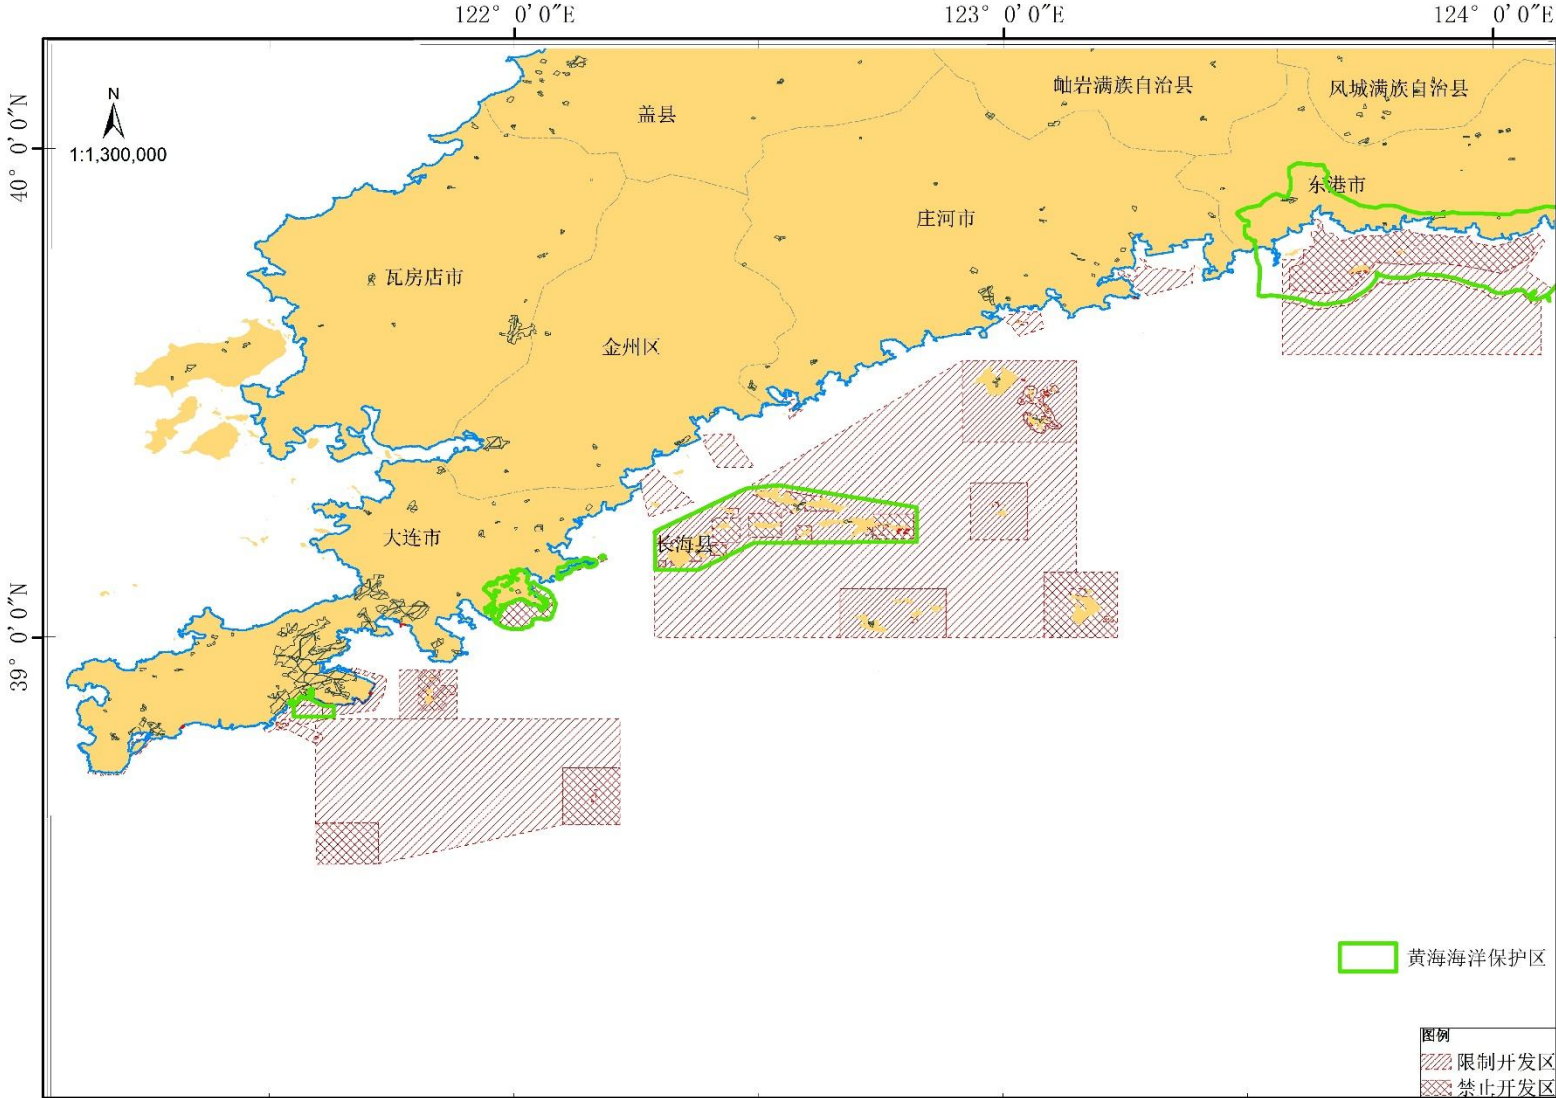 122° 0′0″E
123° 0′0″E
124° 0′0″E
40° 0′0″N
39° 0′0″N
N
1:1,300,000
岫岩满族自治县
风城满族自治县
盖县
东港市
庄河市
瓦房店市
金州区
大连市
长海县
黄海海洋保护区
图例
限制开发区
禁止开发区